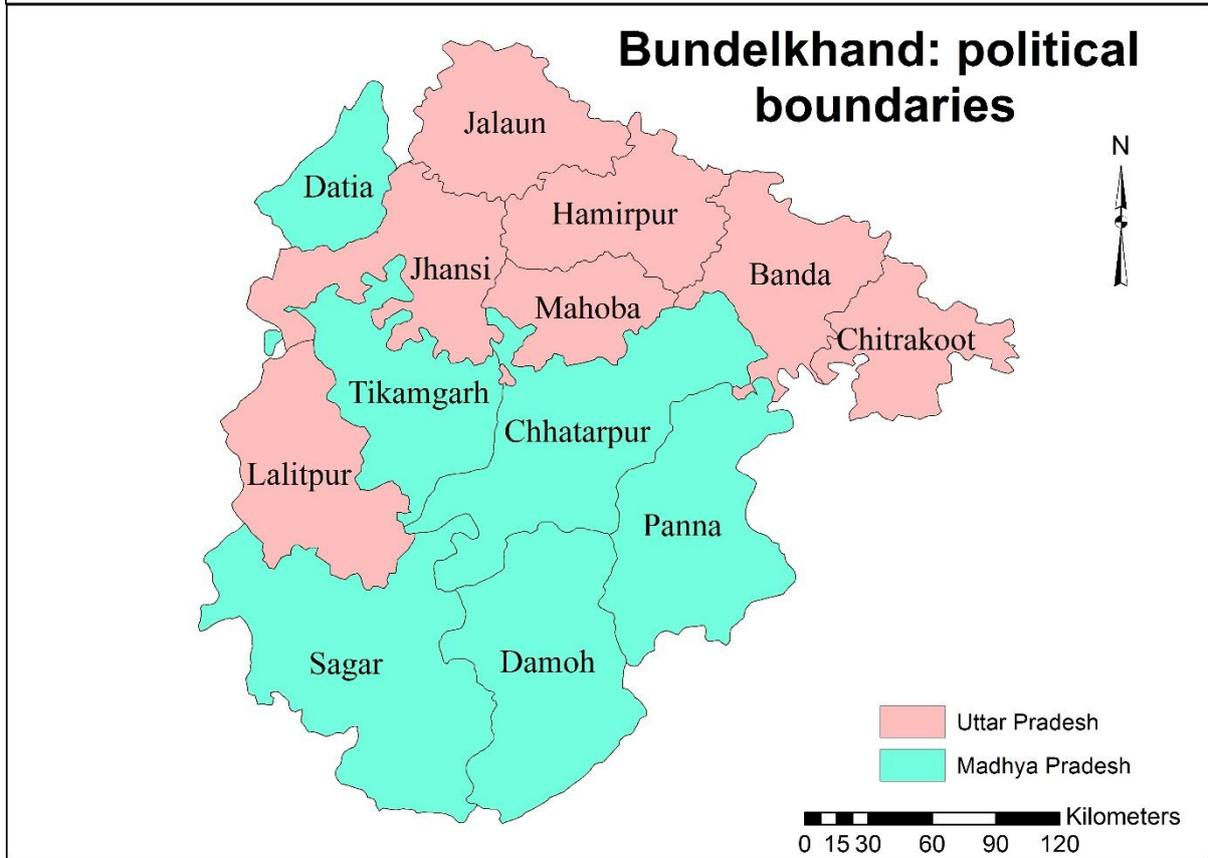 Bundelkhand: political
boundaries
N
Jalaun
Datia
Hamirpur
Jhansi
Banda
Mahoba
Chitrakoot
Tikamgarh
Chhatarpur
Lalitpur
Panna
Sagar
Damoh
Uttar Pradesh
Madhya Pradesh
Kilometers
0 15 30 60 90 120